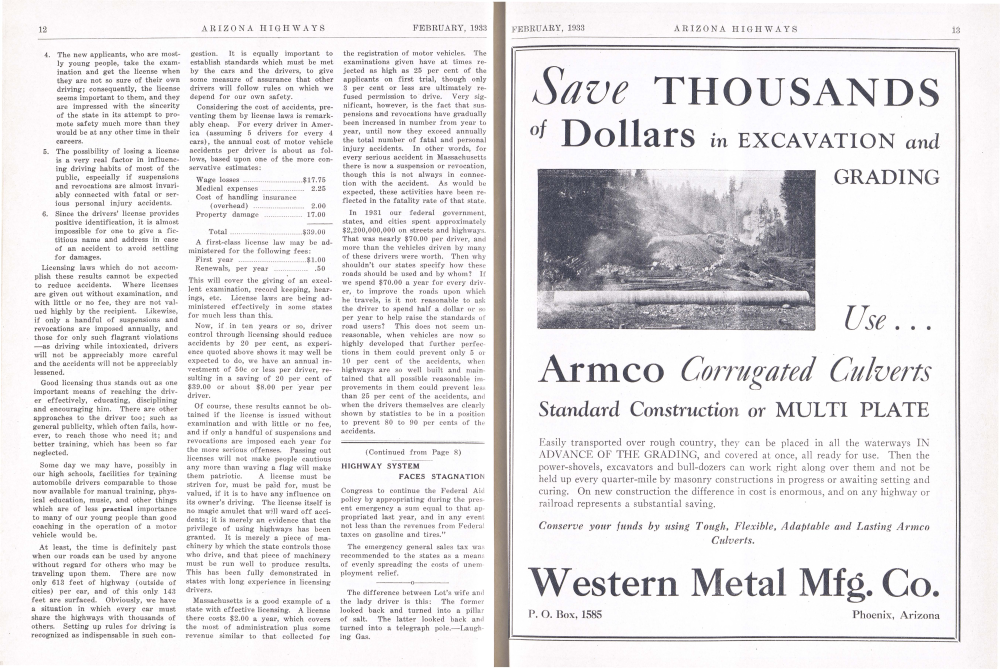 12
ARIZONA HIGHWAYS
FEBRUARY, 1933
4. The new applicants, who are most-
ly young people, take the exam-
ination and get the license when
they are not so sure of their own
driving; consequently, the license
seems important to them, and they
are impressed with the sincerity
of the state in its attempt to pro-
mote safety much more than they
would be at any other time in their
careers.
5. The possibility of losing a license
is a very real factor in influenc-
ing driving habits of most of the
public, especially if suspensions
and revocations are almost invari-
ably connected with fatal or ser-
ious personal injury accidents.
6. Since the drivers' license provides
positive identification, it is almost
impossible for one to give a fic-
titious name and address in case
of an accident to avoid settling
for damages.
Licensing laws which do not accom-
plish these results cannot be expected
to reduce accidents. Where licenses
are given out without examination, and
with little or no fee, they are not val-
ued highly by the recipient. Likewise,
if only a handful of suspensions and
revocations are imposed annually, and
those for only such flagrant violations
—as driving while intoxicated, drivers
will not be appreciably more careful
and the accidents will not be appreciably
lessened.
Good licensing thus stands out as one
important means of reaching the driv-
er effectively, educating, disciplining
and encouraging him. There are other
approaches to the driver too; such as
general publicity, which often fails, how-
ever, to reach those who need it; and
better training, which has been so far
neglected.
Some day we may have, possibly in
our high schools, facilities for training
automobile drivers comparable to those
now available for manual training, phys-
ical education, music, and other things
which are of less practical importance
to many of our young people than good
coaching in the operation of a motor
vehicle would be.
At least, the time is definitely past
when our roads can be used by anyone
without regard for others who may be
traveling upon them. There are now
only 613 feet of highway (outside of
cities) per car, and of this only 143
feet are surfaced. Obviously, we have
a situation in which every car must
share the highways with thousands of
others. Setting up rules for driving is
recognized as indispensable in such con-
gestion. It is equally important to
establish standards which must be met
by the cars and the drivers, to give
some measure of assurance that other
drivers will follow rules on which we
depend for our own safety.
Considering the cost of accidents, pre-
venting them by license laws is remark-
ably cheap. For every driver in Amer-
ica (assuming 5 drivers for every 4
cars), the annual cost of motor vehicle
accidents per driver is about as fol-
lows, based upon one of the more con-
servative estimates:
Wage losses ........ $17.75
Medical expenses ........ 2.25
Cost of handling insurance
(overhead) ........ 2.00
Property damage ........ 17.00
Total ........ $39.00
A first-class license may be ad-
ministered for the following fees:
First year ........ $1.00
Renewals, per year ........ .50
This will cover the giving of an excel-
lent examination, record keeping, hear-
ings, etc. License laws are being ad-
ministered effectively in some states
for much less than this.
Now, if in ten years or so, driver
control through licensing should reduce
accidents by 20 per cent, as experi-
ence quoted above shows it may well be
expected to do, we have an annual in-
vestment of 50c or less per driver, re-
sulting in a saving of 20 per cent of
$39.00 or about $8.00 per year per
driver.
Of course, these results cannot be ob-
tained if the license is issued without
examination and with little or no fee,
and if only a handful of suspensions and
revocations are imposed each year for
the more serious offenses. Passing out
licenses will not make people cautious
any more than waving a flag will make
them patriotic. A license must be
striven for, must be paid for, must be
valued, if it is to have any influence on
its owner's driving. The license itself is
no magic amulet that will ward off acci-
dents; it is merely an evidence that the
privilege of using highways has been
granted. It is merely a piece of ma-
chinery by which the state controls those
who drive, and that piece of machinery
must be run well to produce results.
This has been fully demonstrated in
states with long experience in licensing
drivers.
Massachusetts is a good example of a
state with effective licensing. A license
there costs $2.00 a year, which covers
the most of administration plus some
revenue similar to that collected for
the registration of motor vehicles. The
examinations given have at times re-
jected as high as 25 per cent of the
applicants on first trial, though only
3 per cent or less are ultimately re-
fused permission to drive. Very sig-
nificant, however, is the fact that sus-
pensions and revocations have gradually
been increased in number from year to
year, until now they exceed annually
the total number of fatal and personal
injury accidents. In other words, for
every serious accident in Massachusetts
there is now a suspension or revocation,
though this is not always in connec-
tion with the accident. As would be
expected, these activities have been re-
flected in the fatality rate of that state.
In 1931 our federal government,
states, and cities spent approximately
$2,200,000,000 on streets and highways.
That was nearly $70.00 per driver, and
more than the vehicles driven by many
of these drivers were worth. Then why
shouldn't our states specify how these
roads should be used and by whom? If
we spend $70.00 a year for every driv-
er, to improve the roads upon which
he travels, is it not reasonable to ask
the driver to spend half a dollar or so
per year to help raise the standards of
road users? This does not seem un-
reasonable, when vehicles are now so
highly developed that further perfec-
tions in them could prevent only 5 or
10 per cent of the accidents, when
highways are so well built and main-
tained that all possible reasonable im-
provements in them could prevent less
than 25 per cent of the accidents, and
when the drivers themselves are clearly
shown by statistics to be in a position
to prevent 80 to 90 per cents of the
accidents.
(Continued from Page 8)
HIGHWAY SYSTEM
FACES STAGNATION
Congress to continue the Federal Aid
policy by appropriating during the pres-
ent emergency a sum equal to that ap-
propriated last year, and in any event
not less than the revenues from Federal
taxes on gasoline and tires."
The emergency general sales tax was
recommended to the states as a means
of evenly spreading the costs of unem-
ployment relief.
o
The difference between Lot's wife and
the lady driver is this: The former
looked back and turned into a pillar
of salt. The latter looked back and
turned into a telegraph pole.—Laugh-
ing Gas.
FEBRUARY, 1933
ARIZONA HIGHWAYS
13
Save THOUSANDS
of Dollars in EXCAVATION and
GRADING
Use . . .
Armco Corrugated Culverts
Standard Construction or MULTI PLATE
Easily transported over rough country, they can be placed in all the waterways IN
ADVANCE OF THE GRADING, and covered at once, all ready for use. Then the
power-shovels, excavators and bull-dozers can work right along over them and not be
held up every quarter-mile by masonry constructions in progress or awaiting setting and
curing. On new construction the difference in cost is enormous, and on any highway or
railroad represents a substantial saving.
Conserve your funds by using Tough, Flexible, Adaptable and Lasting Armco
Culverts.
Western Metal Mfg. Co.
P. O. Box, 1585
Phoenix, Arizona